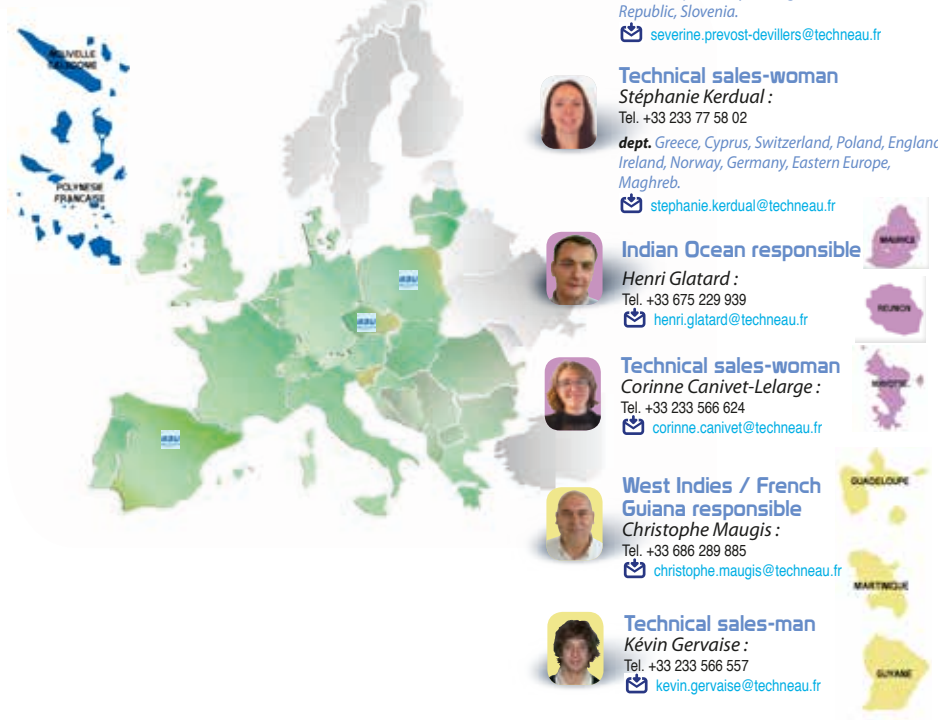 Republic, Slovenia.
severine.prevost-devillers@techneau.fr
NOUVELLE
CALEDONIE
Technical sales-woman
Stéphanie Kerdual :
Tel. +33 233 77 58 02
dept. Greece, Cyprus, Switzerland, Poland, England
Ireland, Norway, Germany, Eastern Europe,
Maghreb.
stephanie.kerdual@techneau.fr
POLYNESIE
FRANCAISE
Indian Ocean responsible
Henri Glatard :
Tel. +33 675 229 939
henri.glatard@techneau.fr
MAURICE
REUNION
Technical sales-woman
Corinne Canivet-Lelarge :
Tel. +33 233 566 624
corinne.canivet@techneau.fr
MAYOTTE
West Indies / French
Guiana responsible
Christophe Maugis :
Tel. +33 686 289 885
christophe.maugis@techneau.fr
GUADELOUPE
MARTINIQUE
Technical sales-man
Kévin Gervaise :
Tel. +33 233 566 557
kevin.gervaise@techneau.fr
GUYANE